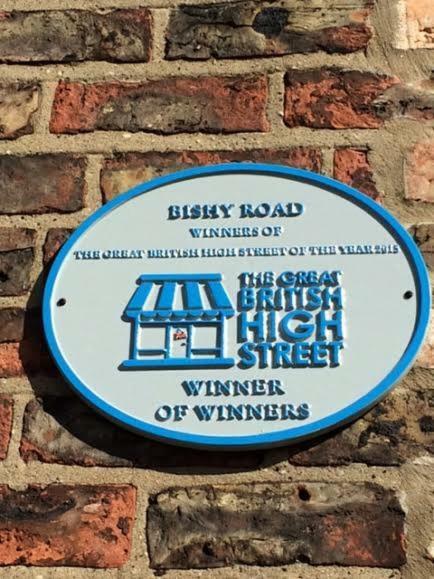 BISHY ROAD
WINNERS OF
THE GREAT BRITISH HIGH STREET OF THE YEAR 2015
THE GREAT
BRITISH
HIGH
STREET
WINNER
OF WINNERS